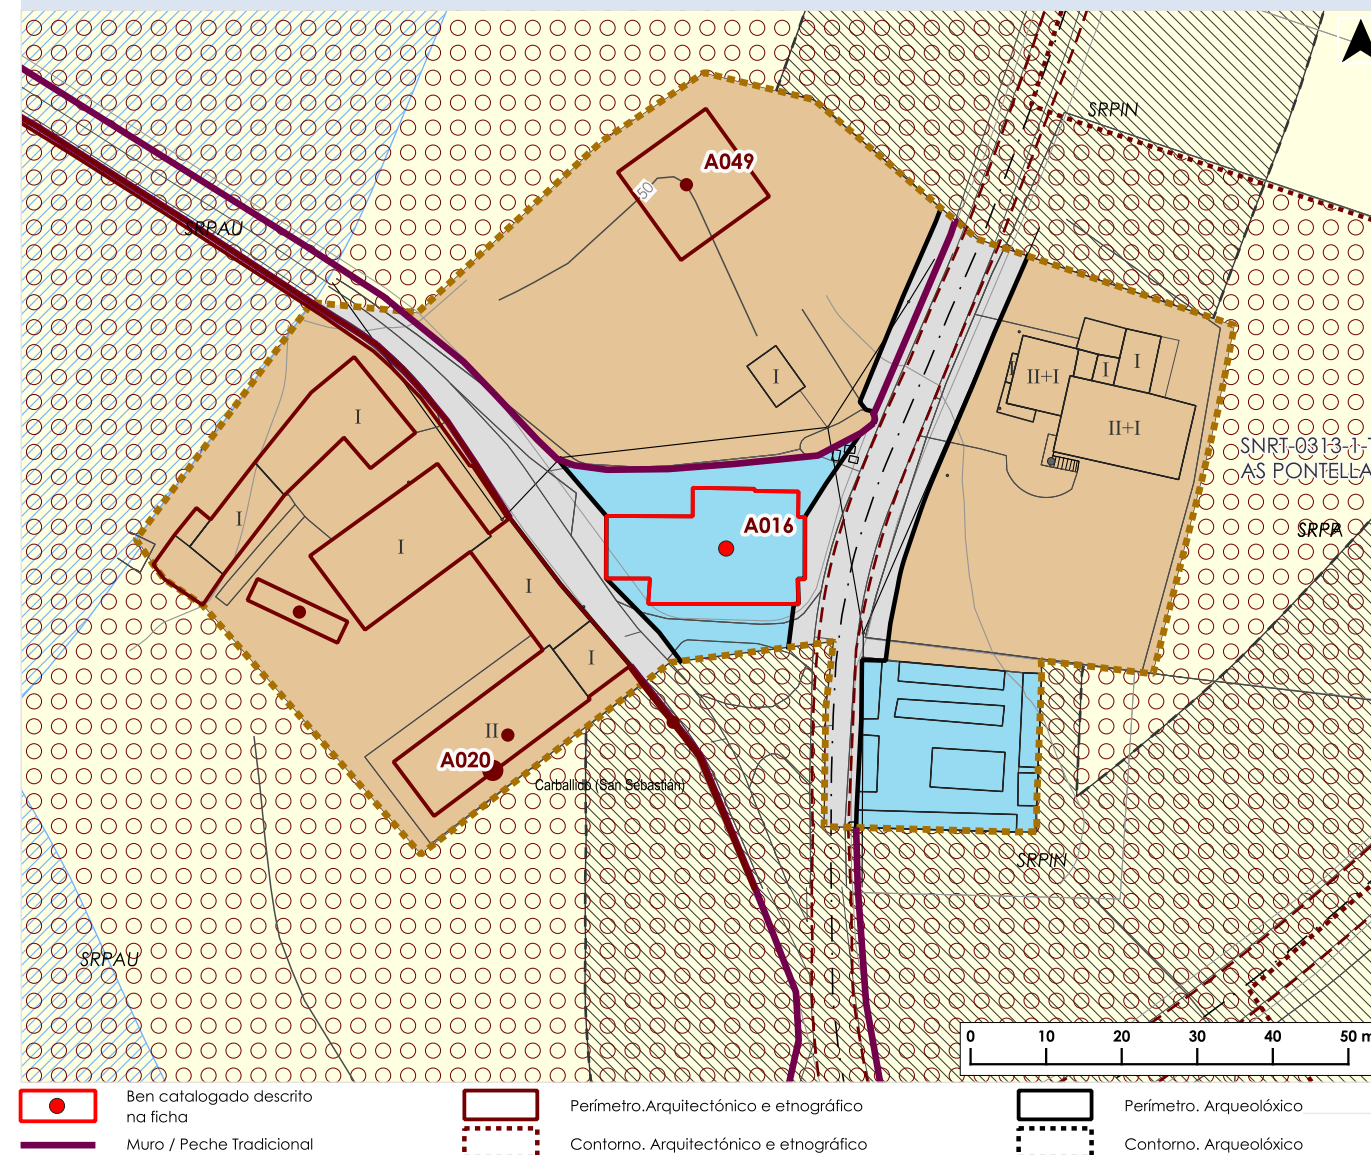 SRPIN
A049
50
SRPAU
I
I
II+I
I
I
II+I
I
SNRT-0313-1-
AS PONTELLA
I
A016
SRPA
I
I
I
II
A020
Carballido (San Sebastián)
SRPIN
SRPAU
0 10 20 30 40 50 m
Ben catalogado descrito
na ficha
Perímetro.Arquitectónico e etnográfico
Perímetro. Arqueolóxico
Muro / Peche Tradicional
Contorno. Arquitectónico e etnográfico
Contorno. Arqueolóxico